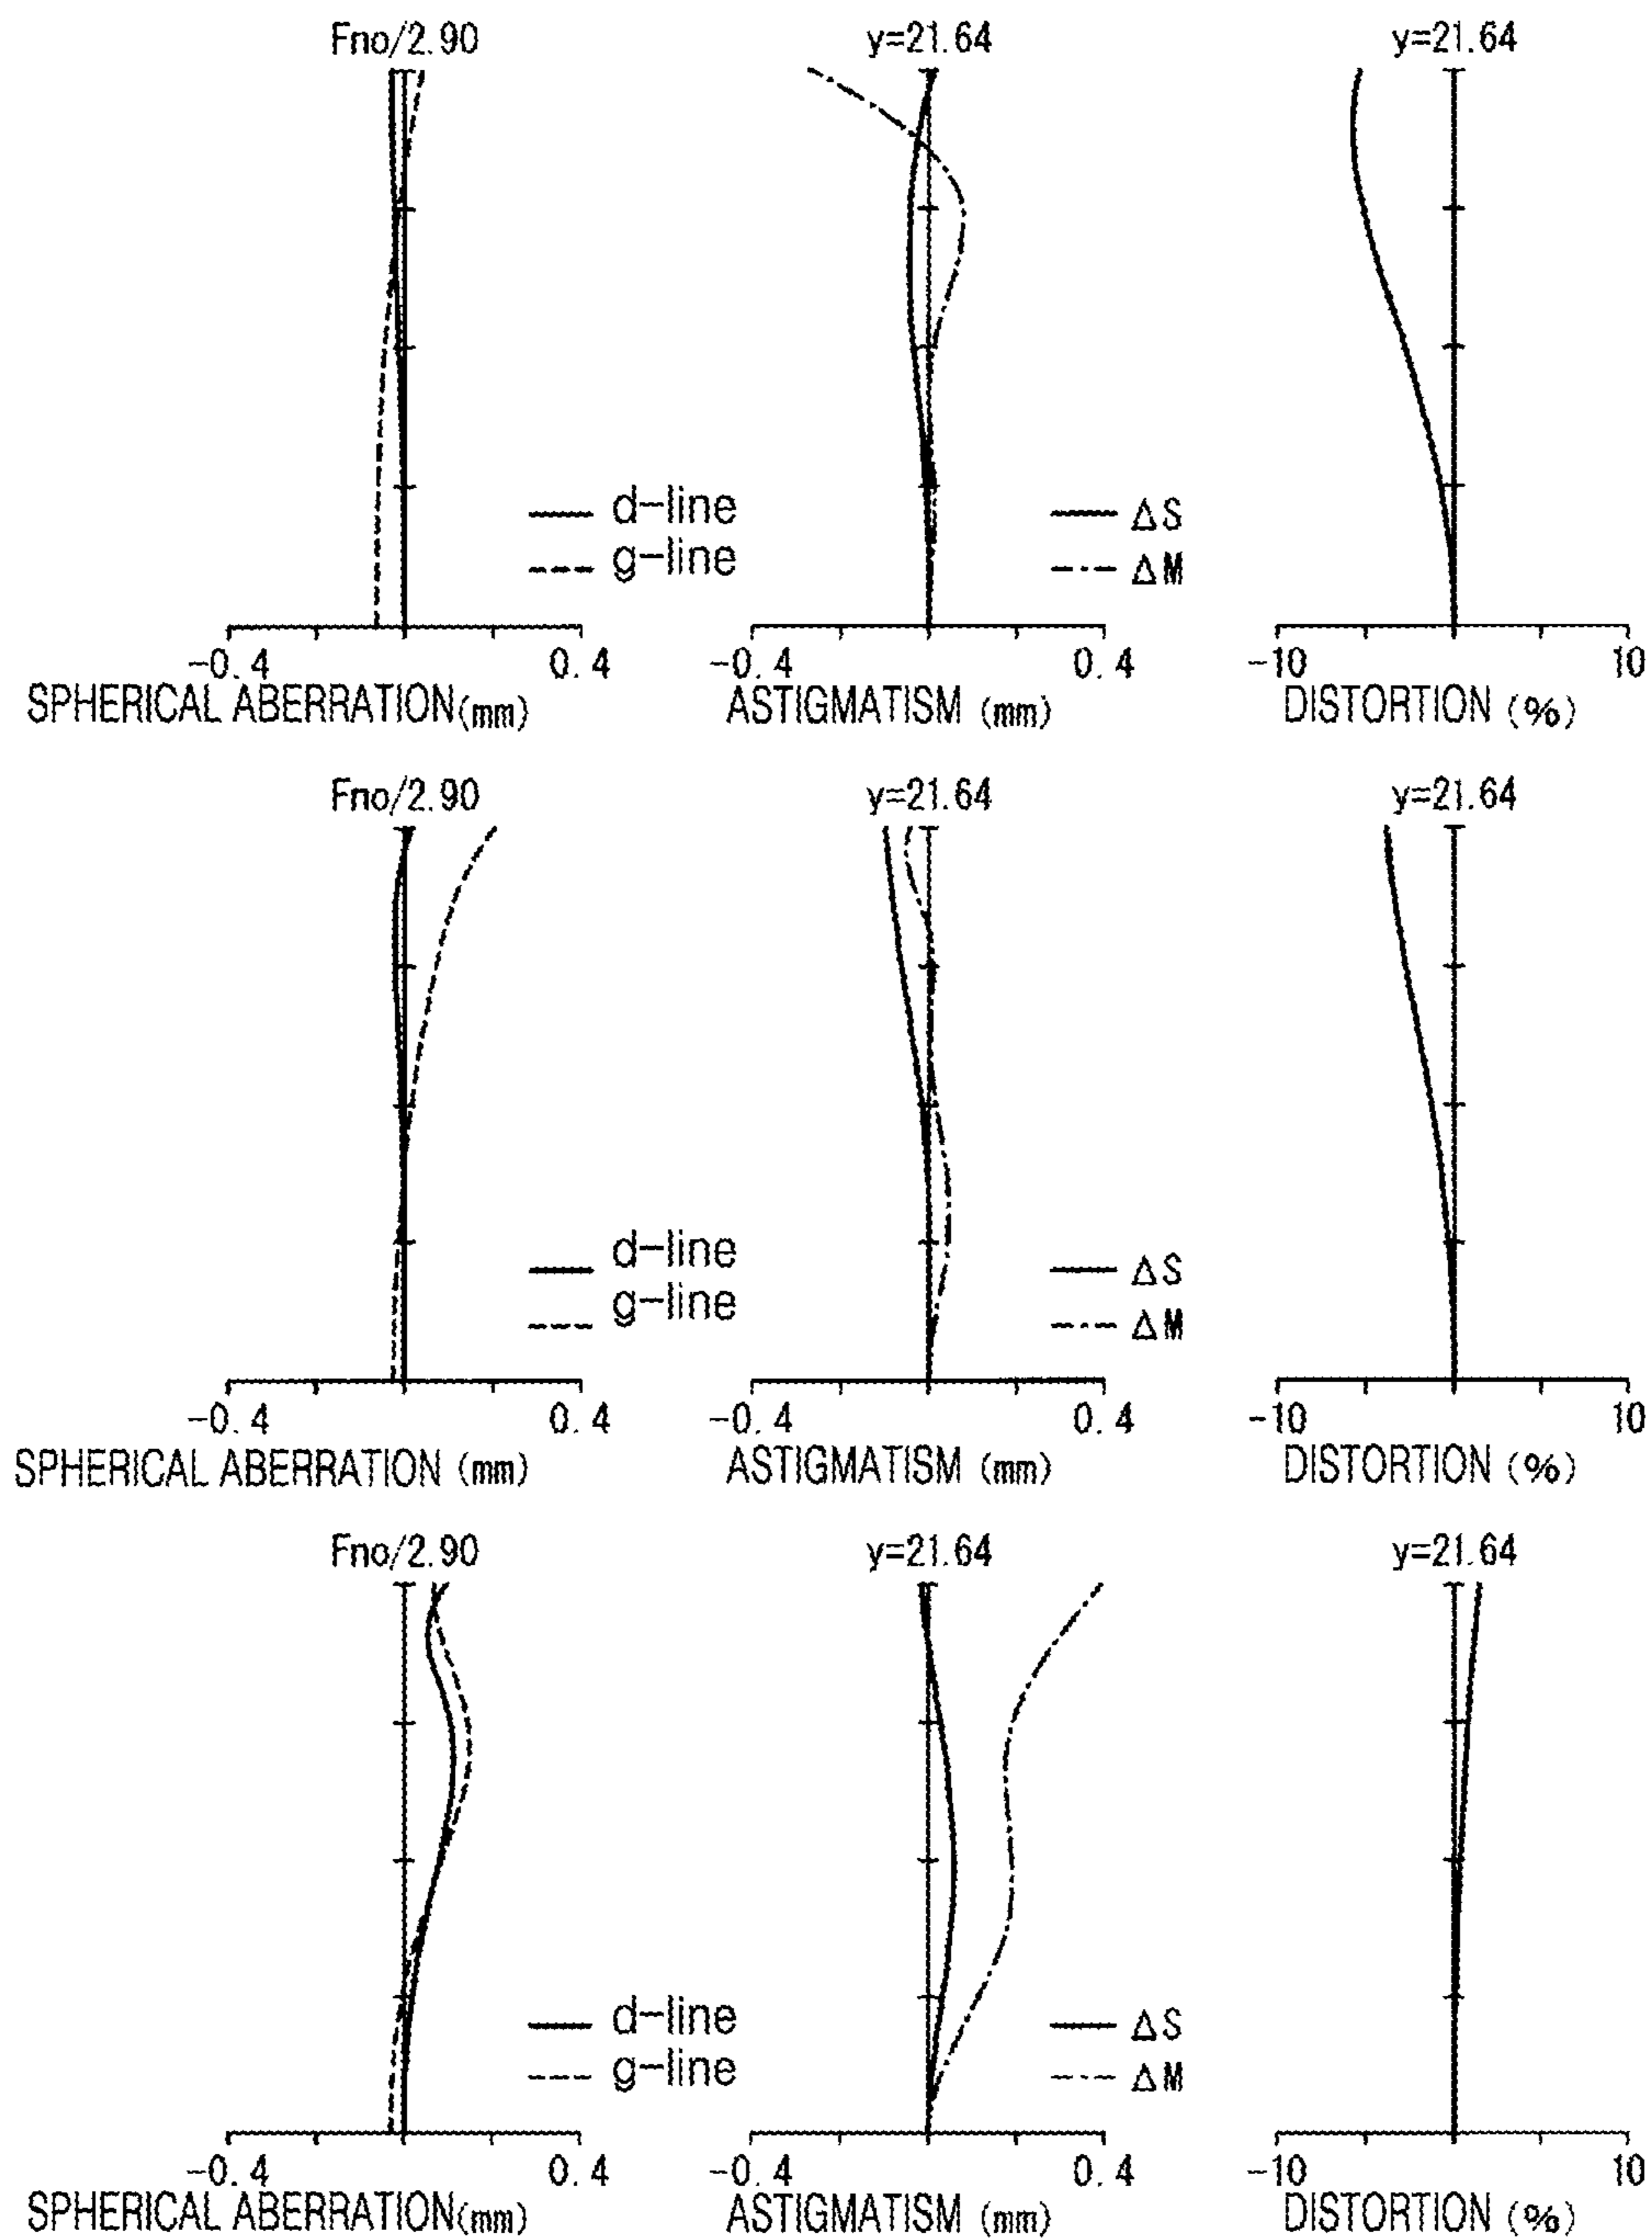 Fno/2.90 y=21.64 y=21.64
d-line ΔS
g-line ΔM
-0.4 0.4 -0.4 0.4 -10 10
SPHERICAL ABERRATION(mm) ASTIGMATISM (mm) DISTORTION (%)
Fno/2.90 y=21.64 y=21.64
d-line ΔS
g-line ΔM
-0.4 0.4 -0.4 0.4 -10 10
SPHERICAL ABERRATION (mm) ASTIGMATISM (mm) DISTORTION (%)
Fno/2.90 y=21.64 y=21.64
d-line ΔS
g-line ΔM
-0.4 0.4 -0.4 0.4 -10 10
SPHERICAL ABERRATION(mm) ASTIGMATISM (mm) DISTORTION (%)